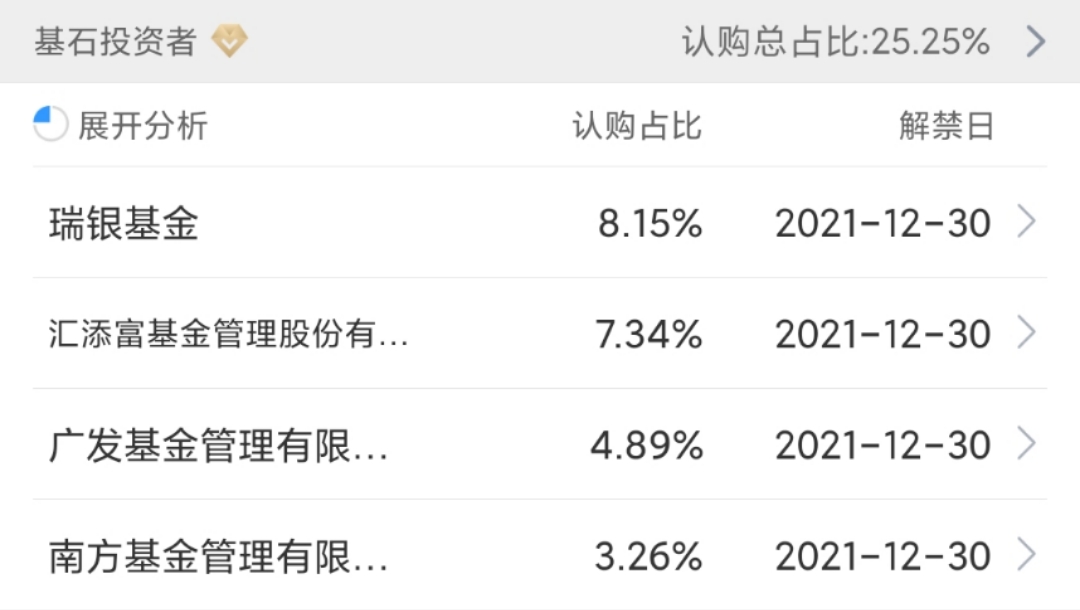 基石投资者 认购总占比:25.25%
展开分析 认购占比 解禁日
瑞银基金 8.15% 2021-12-30
汇添富基金管理股份有... 7.34% 2021-12-30
广发基金管理有限... 4.89% 2021-12-30
南方基金管理有限... 3.26% 2021-12-30